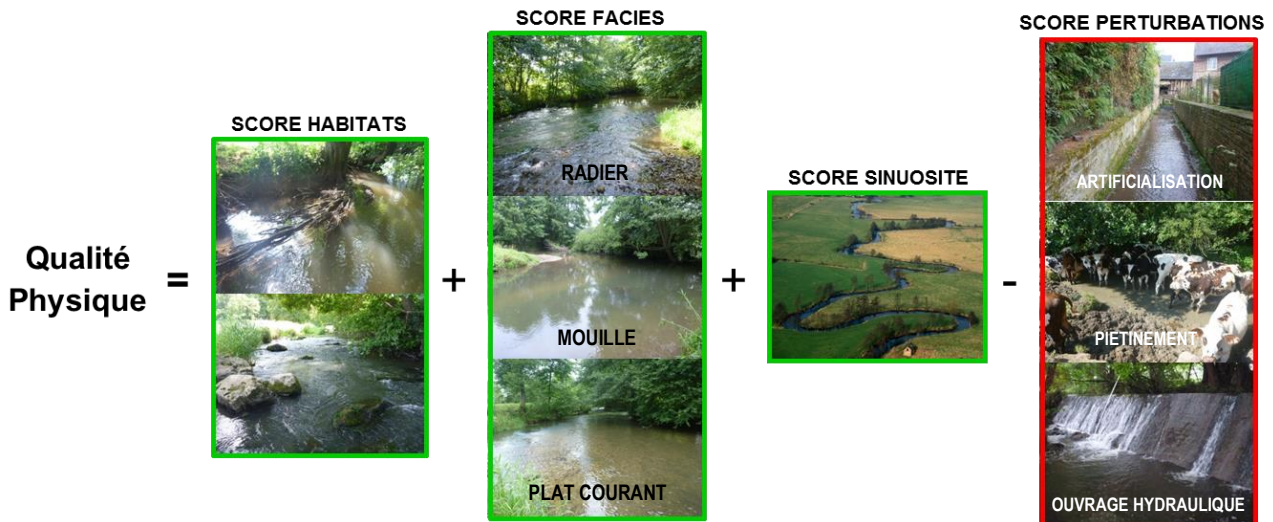 Qualité
Physique
=
SCORE HABITATS
+
SCORE FACIES
RADIER
MOUILLE
PLAT COURANT
+
SCORE SINUOSITE
-
SCORE PERTURBATIONS
ARTIFICIALISATION
PIETINEMENT
OUVRAGE HYDRAULIQUE